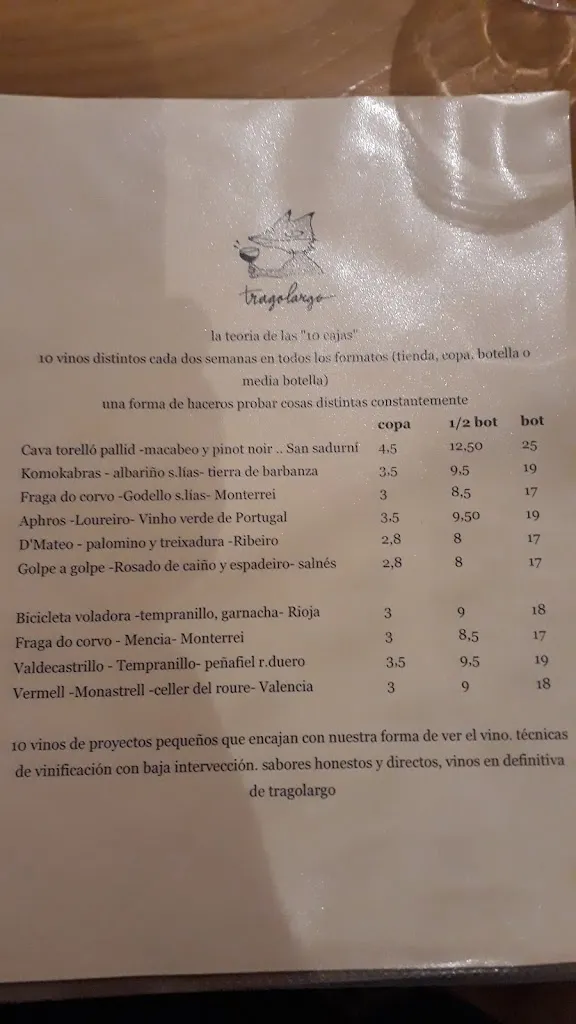 tragolargo
la teoria de las "10 cajas"
10 vinos distintos cada dos semanas en todos los formatos (tienda, copa, botella o
media botella)
una forma de haceros probar cosas distintas constantemente
copa 1/2 bot bot
Cava torelló pallid -macabeo y pinot noir .. San sadurní 4,5 12,50 25
Komokabras - albariño s.lías- tierra de barbanza 3,5 9,5 19
Fraga do corvo -Godello s.lías- Monterrei 3 8,5 17
Aphros -Loureiro- Vinho verde de Portugal 3,5 9,50 19
D'Mateo - palomino y treixadura -Ribeiro 2,8 8 17
Golpe a golpe -Rosado de caiño y espadeiro- salnés 2,8 8 17
Bicicleta voladora -tempranillo, garnacha- Rioja 3 9 18
Fraga do corvo - Mencia- Monterrei 3 8,5 17
Valdecastrillo - Tempranillo- peñafiel r.duero 3,5 9,5 19
Vermell -Monastrell -celler del roure- Valencia 3 9 18
10 vinos de proyectos pequeños que encajan con nuestra forma de ver el vino. técnicas
de vinificación con baja intervección. sabores honestos y directos, vinos en definitiva
de tragolargo